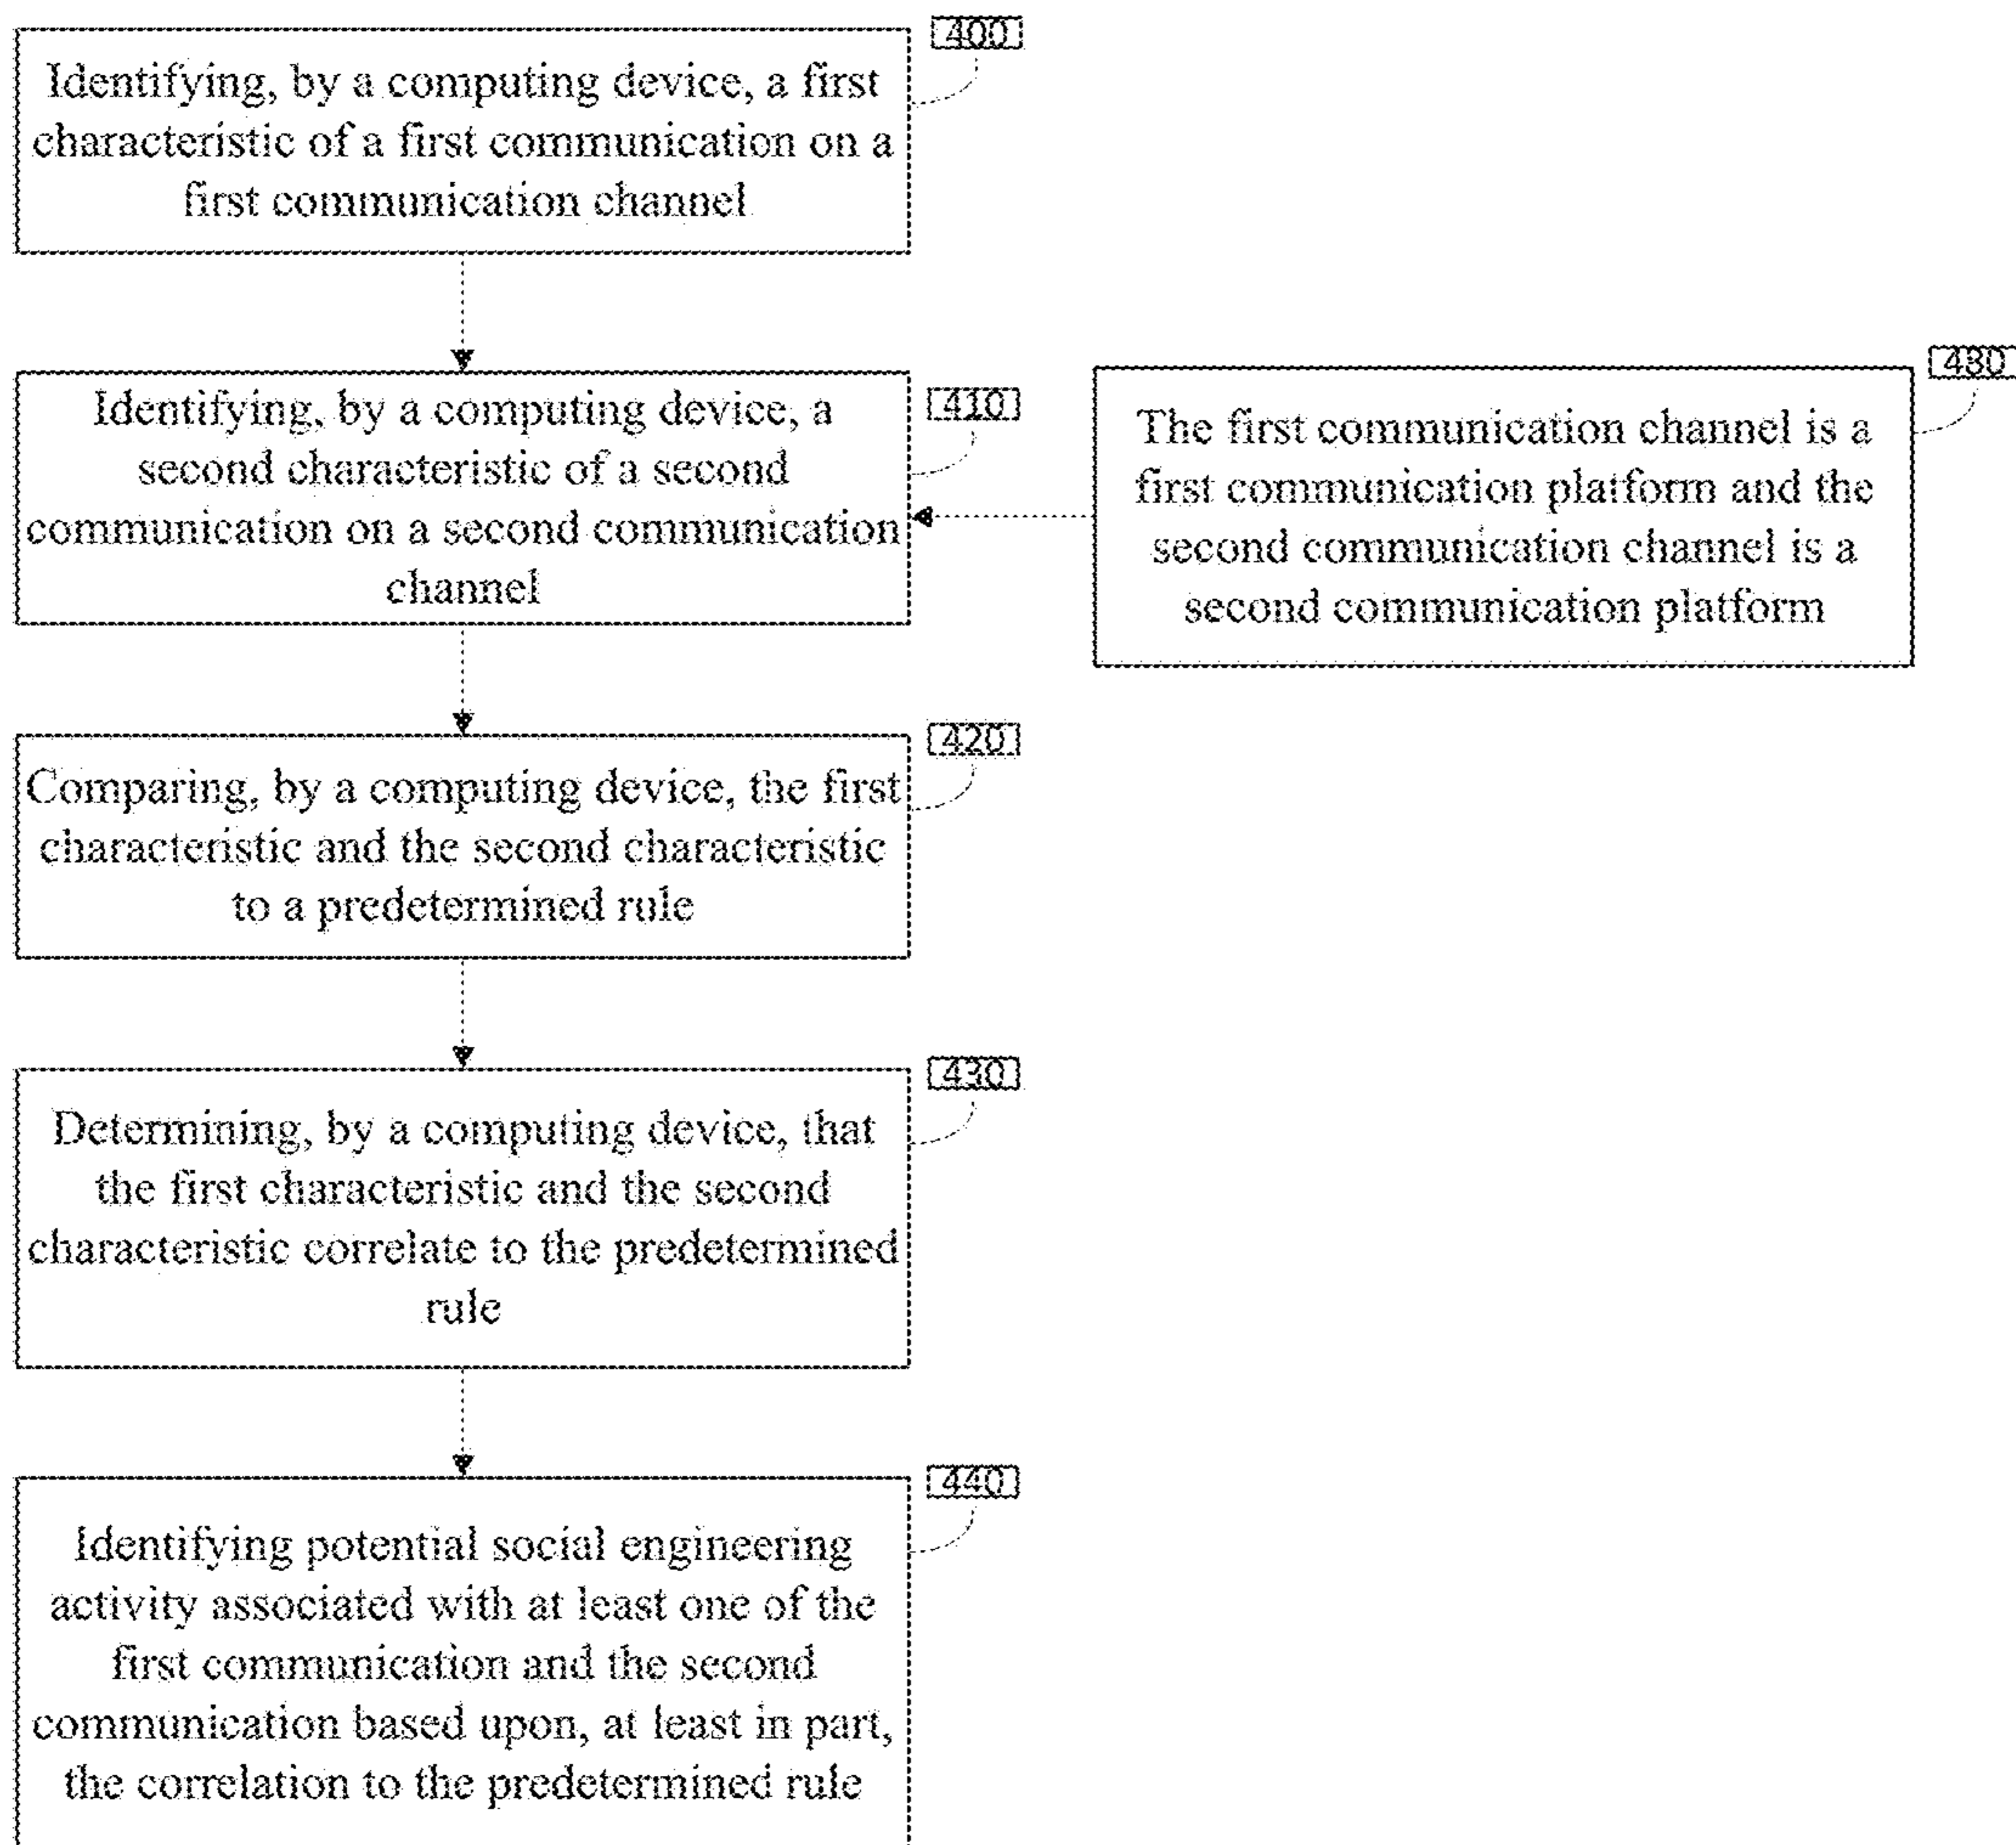 400
Identifying, by a computing device, a first
characteristic of a first communication on a
first communication channel
410
Identifying, by a computing device, a
second characteristic of a second
communication on a second communication
channel
480
The first communication channel is a
first communication platform and the
second communication channel is a
second communication platform
420
Comparing, by a computing device, the first
characteristic and the second characteristic
to a predetermined rule
430
Determining, by a computing device, that
the first characteristic and the second
characteristic correlate to the predetermined
rule
440
Identifying potential social engineering
activity associated with at least one of the
first communication and the second
communication based upon, at least in part,
the correlation to the predetermined rule